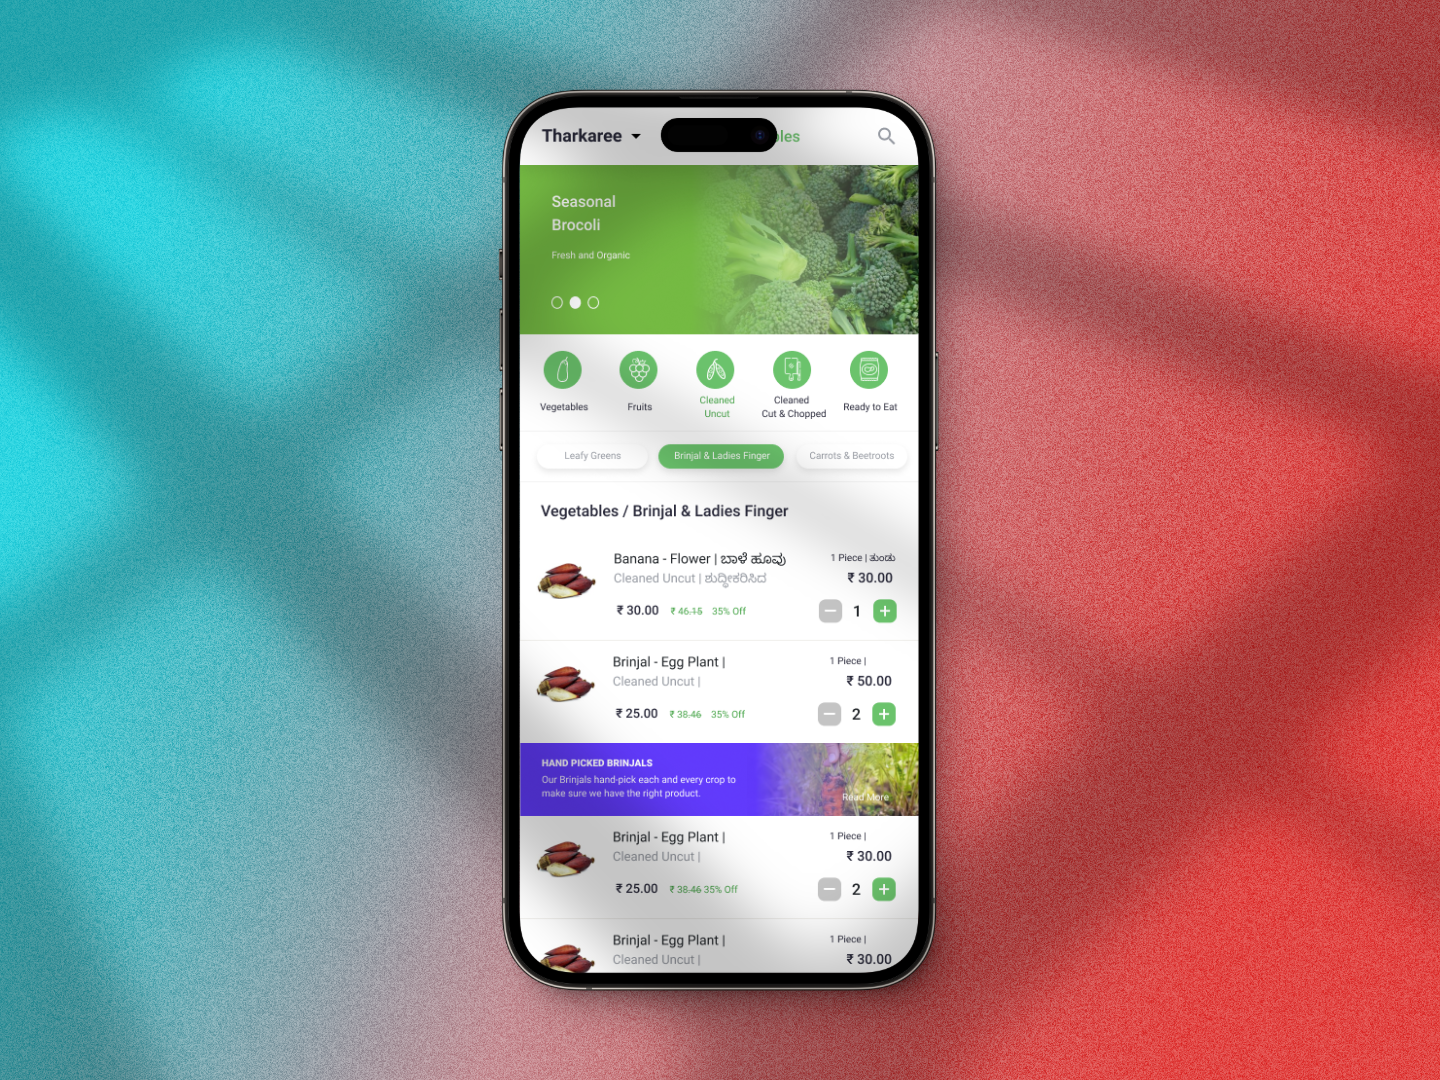 Tharkaree
Seasonal
Brocoli
Fresh and Organic
Vegetables
Fruits
Cleaned
Uncut
Cleaned
Cut & Chopped
Ready to Eat
Leafy Greens
Brinjal & Ladies Finger
Carrots & Beetroots
Vegetables / Brinjal & Ladies Finger
Banana - Flower | ಬಾಳೆ ಹೂವು
1 Piece | ತುಂಡು
Cleaned Uncut | ಶುದ್ಧೀಕರಿಸಿದ
₹ 30.00
₹ 30.00 ₹ 46.15 35% Off
1
Brinjal - Egg Plant |
1 Piece |
Cleaned Uncut |
₹ 50.00
₹ 25.00 ₹ 38.46 35% Off
2
HAND PICKED BRINJALS
Our Brinjals hand-pick each and every crop to
make sure we have the right product.
Read More
Brinjal - Egg Plant |
1 Piece |
Cleaned Uncut |
₹ 30.00
₹ 25.00 ₹ 38.46 35% Off
2
Brinjal - Egg Plant |
1 Piece |
Cleaned Uncut |
₹ 30.00